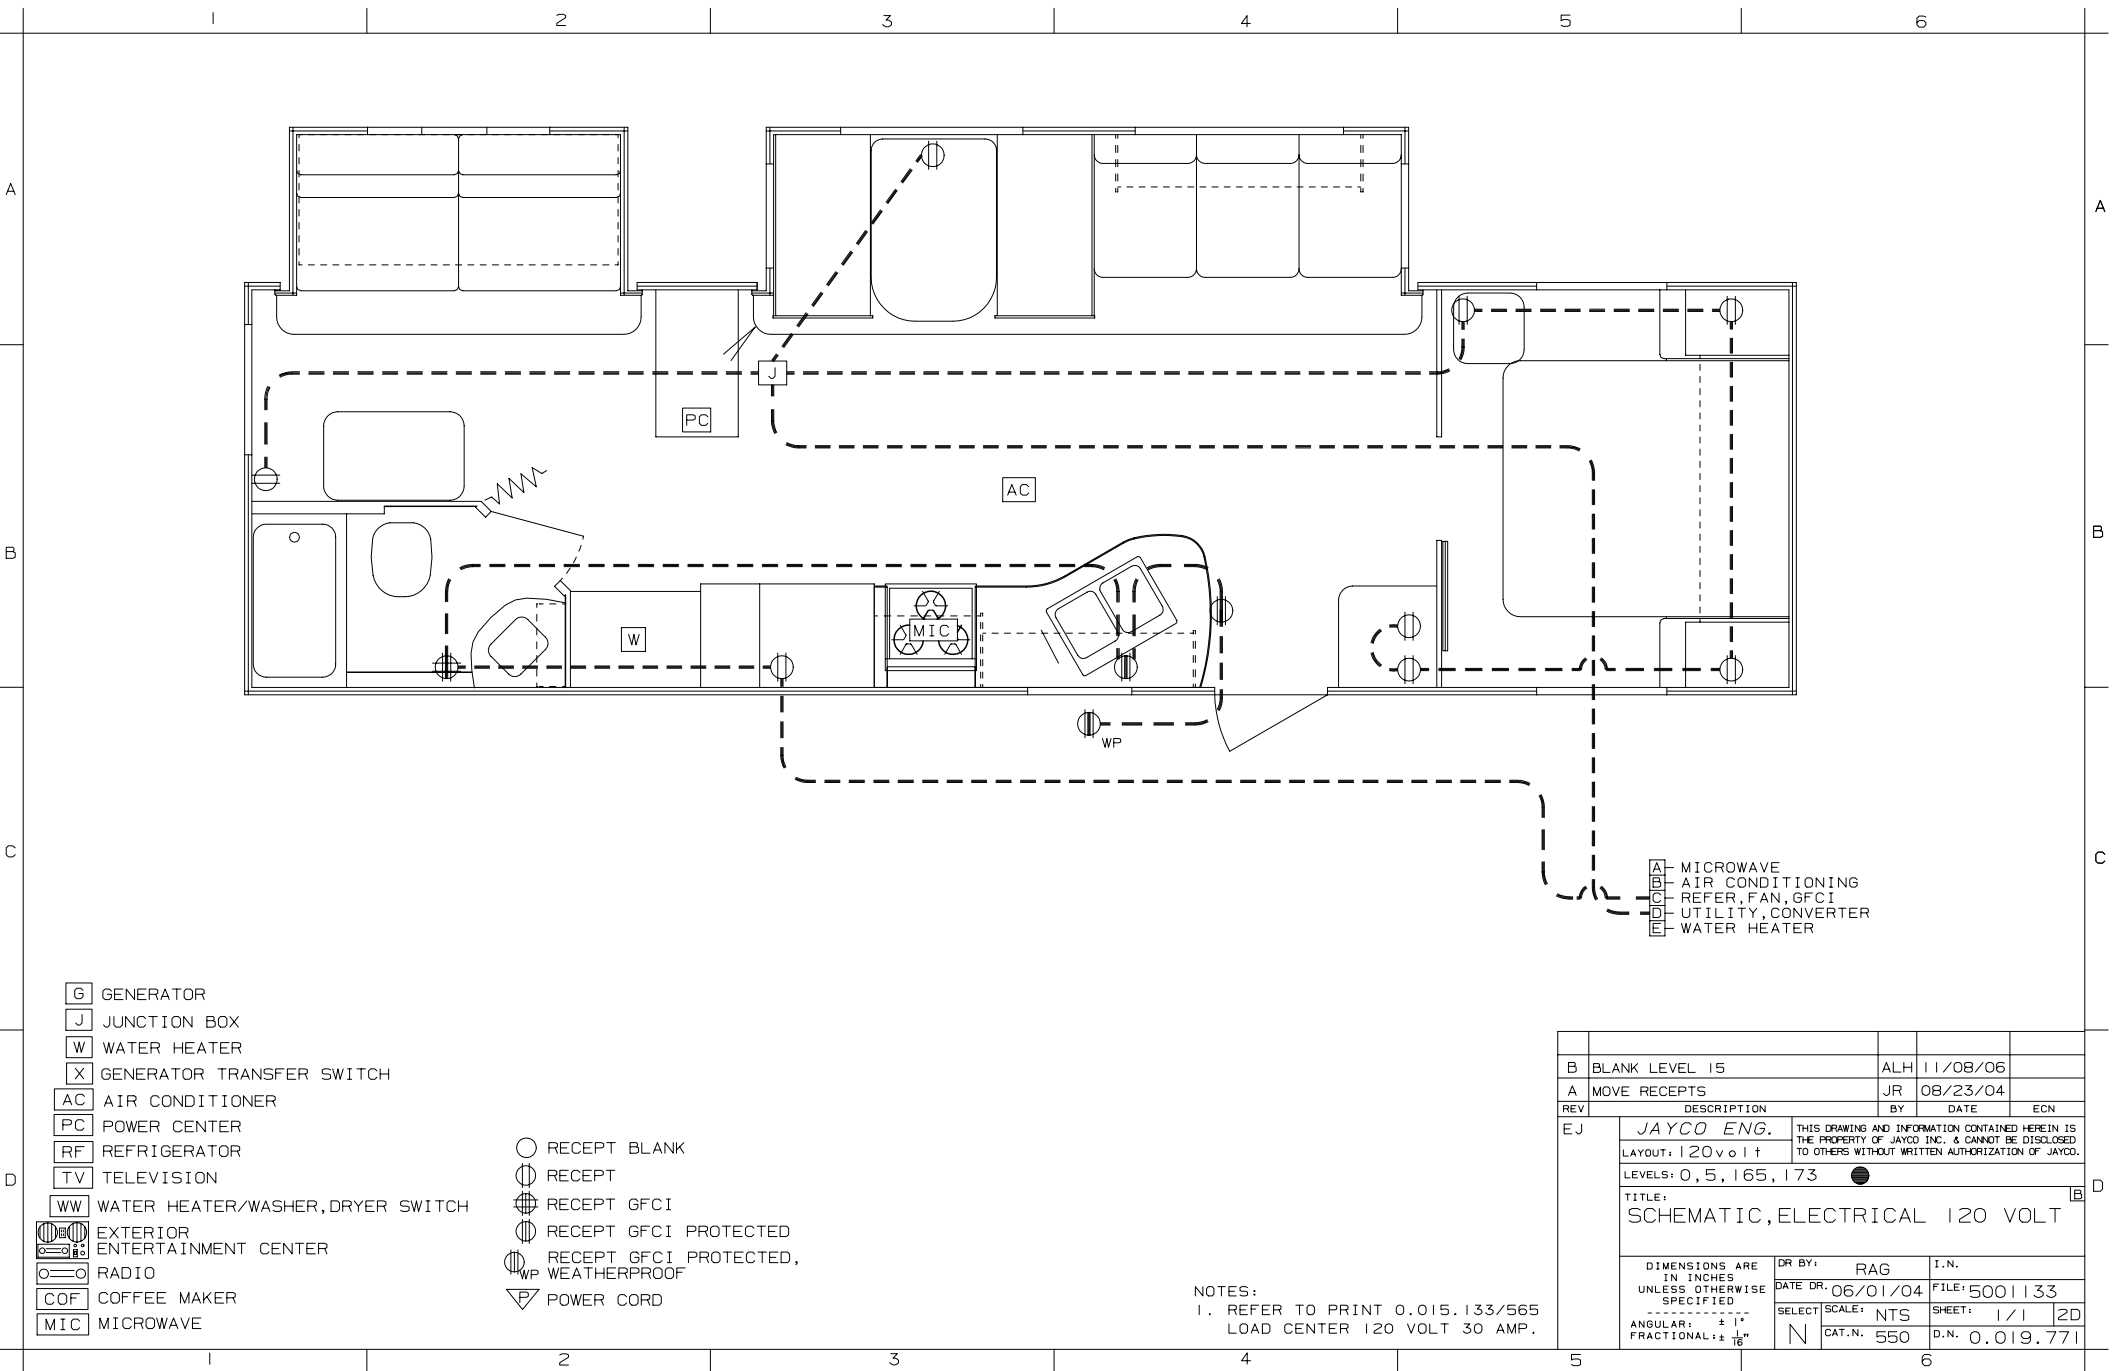 1 2 3 4 5 6
A
A
J
PC
AC
B
B
MIC
W
WP
C
C
A MICROWAVE
B AIR CONDITIONING
C REFER,FAN,GFCI
D UTILITY,CONVERTER
E WATER HEATER
G GENERATOR
J JUNCTION BOX
W WATER HEATER
X GENERATOR TRANSFER SWITCH
AC AIR CONDITIONER
PC POWER CENTER
RF REFRIGERATOR
TV TELEVISION
WW WATER HEATER/WASHER,DRYER SWITCH
EXTERIOR
ENTERTAINMENT CENTER
RADIO
COF COFFEE MAKER
MIC MICROWAVE
RECEPT BLANK
RECEPT
RECEPT GFCI
RECEPT GFCI PROTECTED
RECEPT GFCI PROTECTED,
WP WEATHERPROOF
P POWER CORD
D
D
NOTES:
1. REFER TO PRINT 0.015.133/565
LOAD CENTER 120 VOLT 30 AMP.
B BLANK LEVEL 15 ALH 11/08/06
A MOVE RECEPTS JR 08/23/04
REV DESCRIPTION BY DATE ECN
EJ
JAYCO ENG.
LAYOUT: 120volt
THIS DRAWING AND INFORMATION CONTAINED HEREIN IS
THE PROPERTY OF JAYCO INC. & CANNOT BE DISCLOSED
TO OTHERS WITHOUT WRITTEN AUTHORIZATION OF JAYCO.
LEVELS: 0,5,165,173
TITLE: B
SCHEMATIC,ELECTRICAL 120 VOLT
DIMENSIONS ARE
IN INCHES
UNLESS OTHERWISE
SPECIFIED
ANGULAR: ± 1°
FRACTIONAL: ± 1/16"
DR BY: RAG I.N.
DATE DR. 06/01/04 FILE: 5001133
SELECT N SCALE: NTS SHEET: 1/1 2D
CAT.N. 550 D.N. 0.019.771
1 2 3 4 5 6